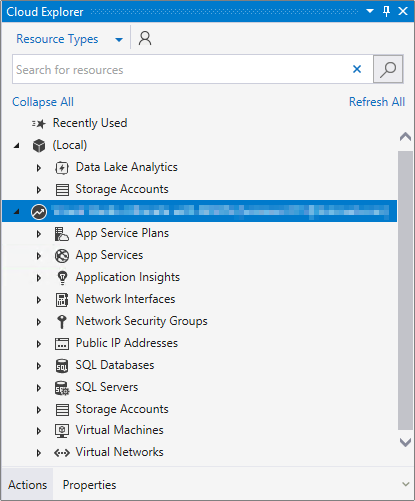 Cloud Explorer
Resource Types
Search for resources
Collapse All Refresh All
Recently Used
(Local)
Data Lake Analytics
Storage Accounts
App Service Plans
App Services
Application Insights
Network Interfaces
Network Security Groups
Public IP Addresses
SQL Databases
SQL Servers
Storage Accounts
Virtual Machines
Virtual Networks
Actions Properties